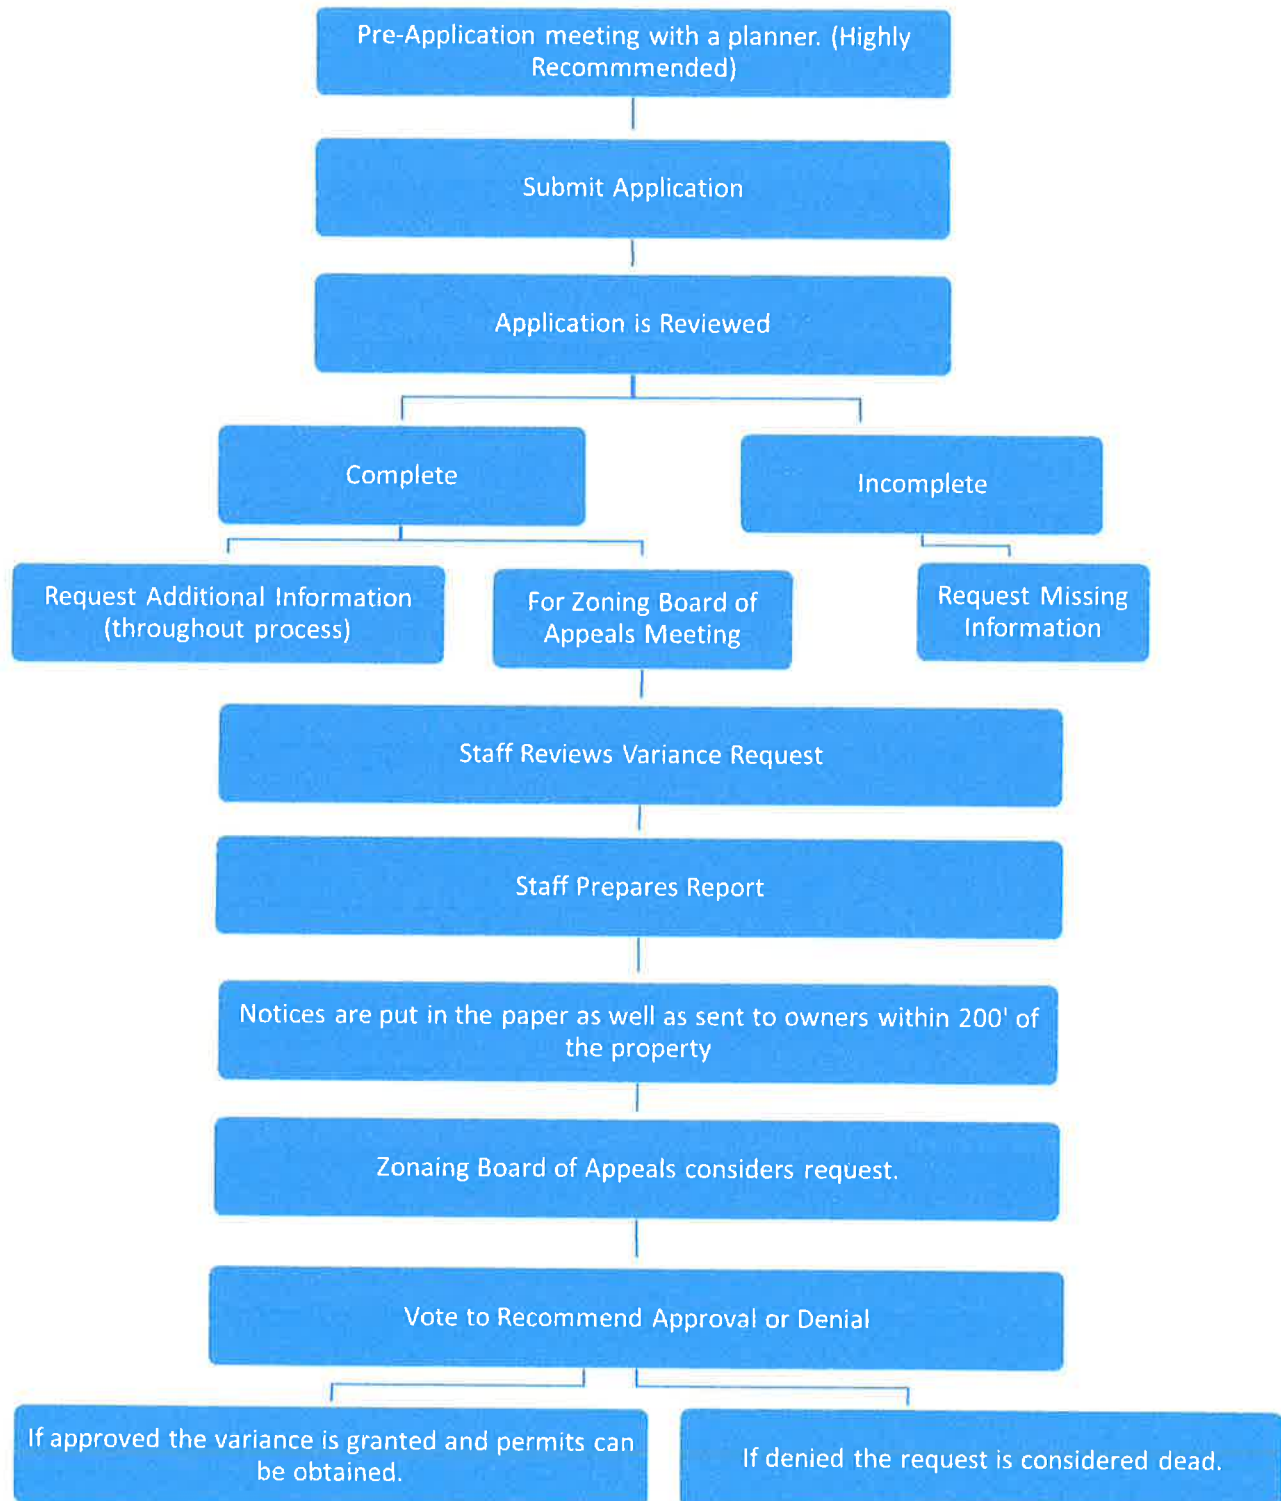 Pre-Application meeting with a planner. (Highly
Recommmended)
Submit Application
Application is Reviewed
Complete
Incomplete
Request Additional Information
(throughout process)
For Zoning Board of
Appeals Meeting
Request Missing
Information
Staff Reviews Variance Request
Staff Prepares Report
Notices are put in the paper as well as sent to owners within 200' of
the property
Zonaing Board of Appeals considers request.
Vote to Recommend Approval or Denial
If approved the variance is granted and permits can
be obtained.
If denied the request is considered dead.